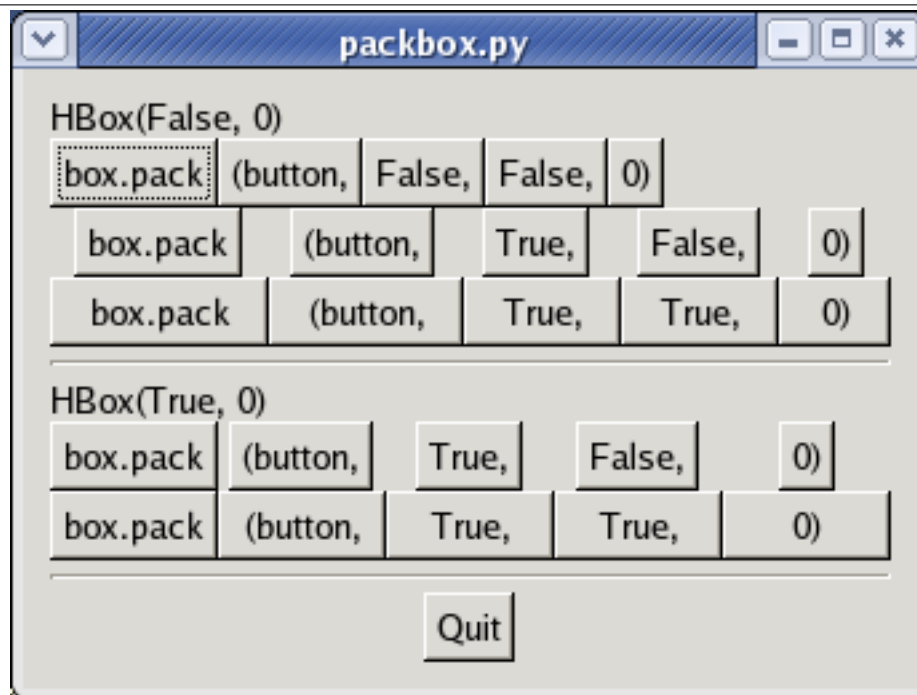 packbox.py
HBox(False, 0)
box.pack (button, False, False, 0)
box.pack (button, True, False, 0)
box.pack (button, True, True, 0)
HBox(True, 0)
box.pack (button, True, False, 0)
box.pack (button, True, True, 0)
Quit